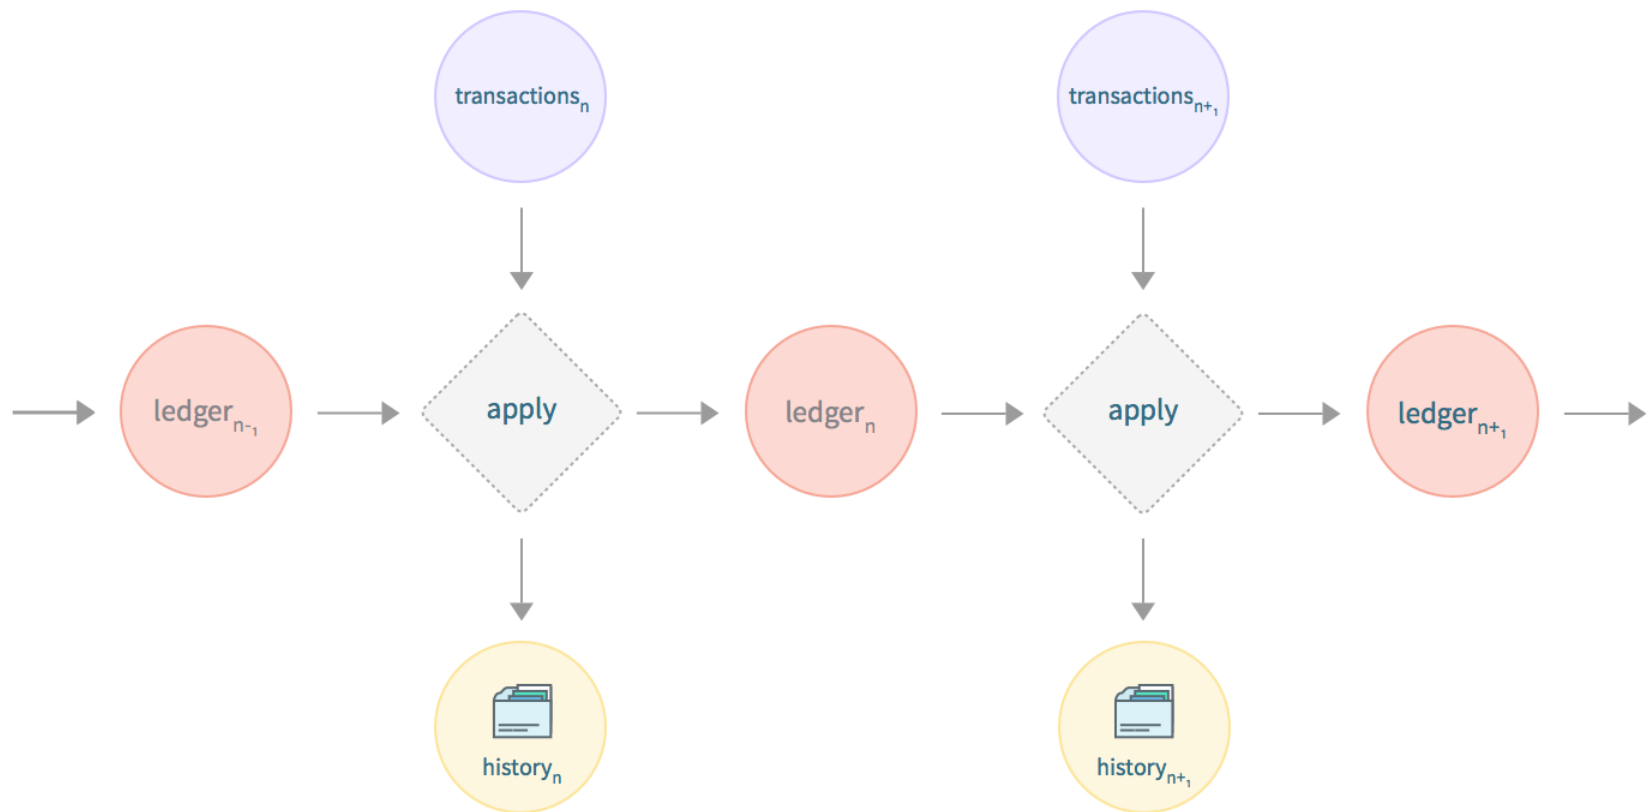 transactionsₙ
transactionsₙ₊₁
ledgerₙ₋₁
apply
ledgerₙ
apply
ledgerₙ₊₁
historyₙ
historyₙ₊₁